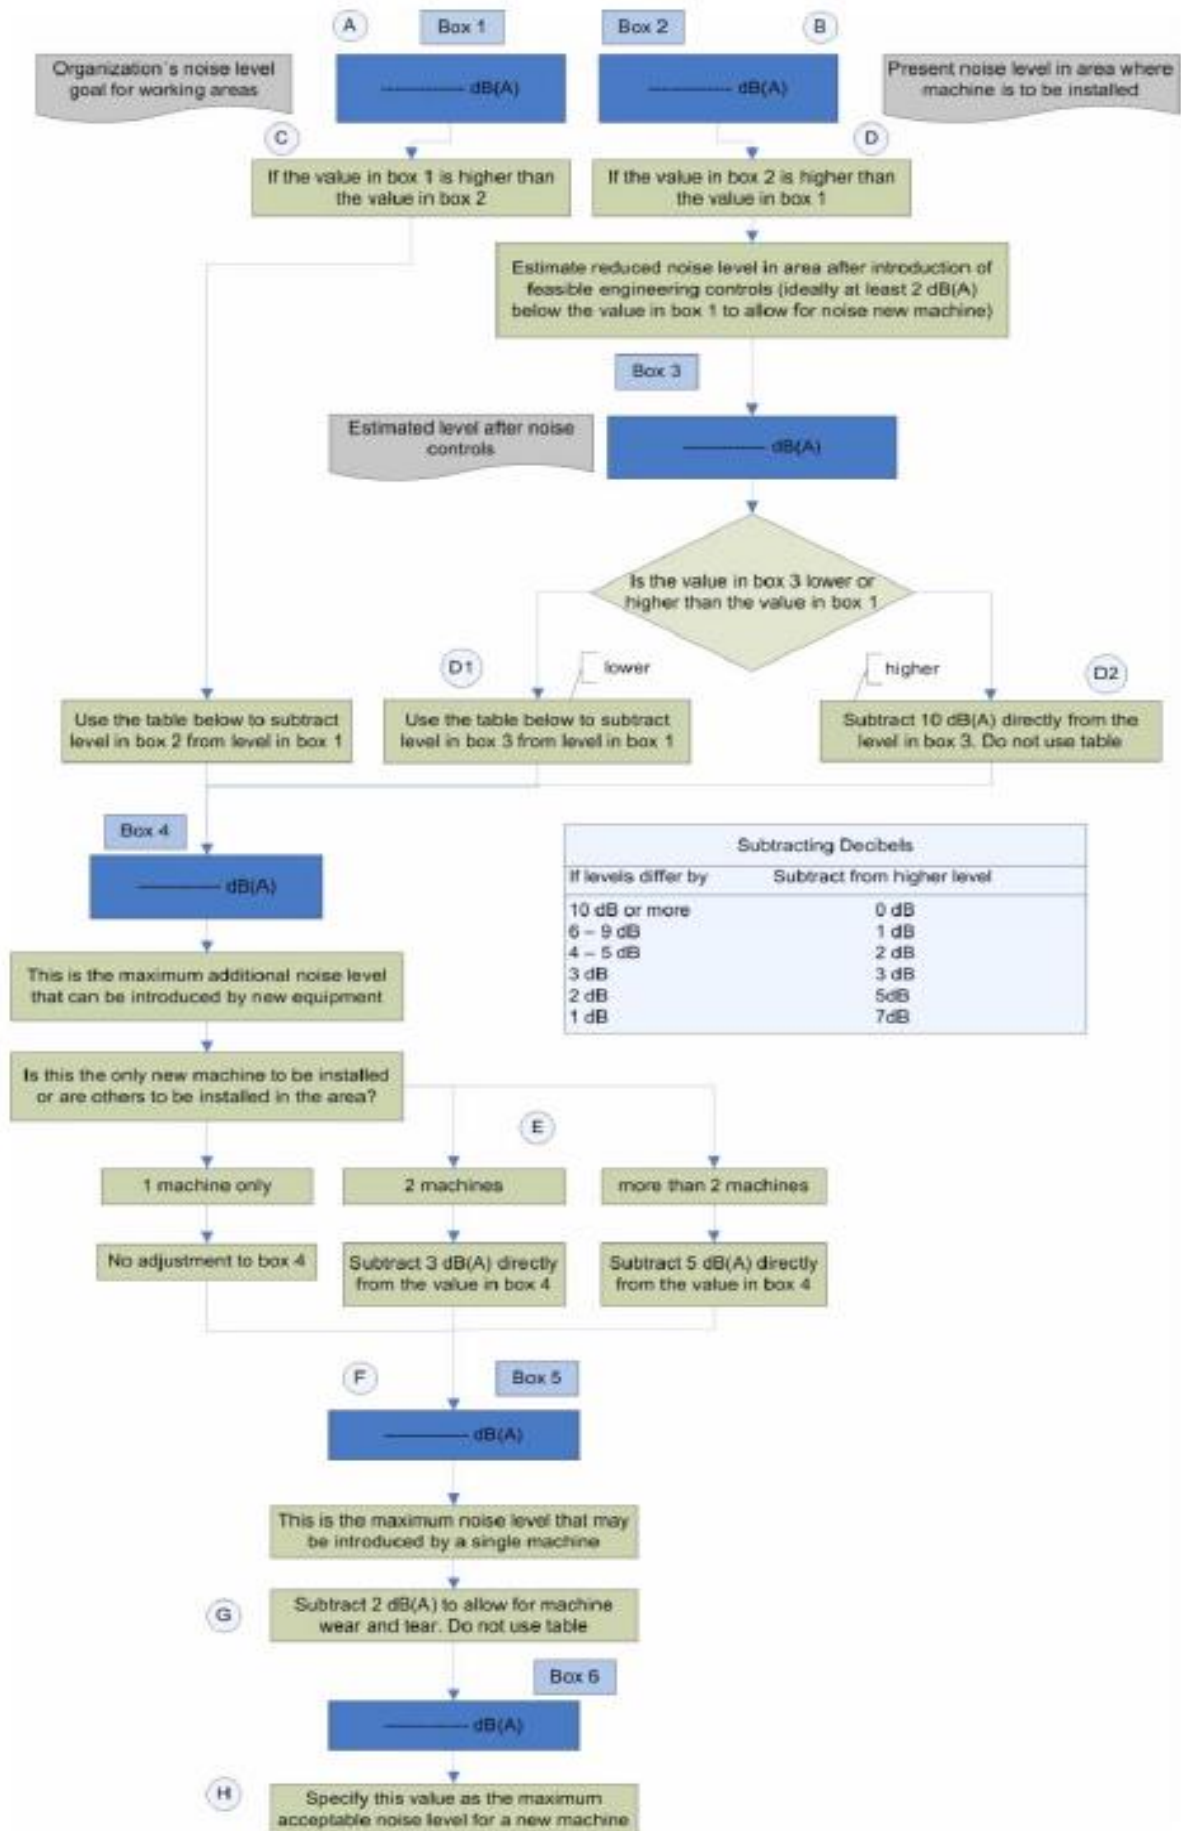 A
Box 1
Box 2
B
Organization's noise level
goal for working areas
-------------- dB(A)
-------------- dB(A)
Present noise level in area where
machine is to be installed
C
D
If the value in box 1 is higher than
the value in box 2
If the value in box 2 is higher than
the value in box 1
Estimate reduced noise level in area after introduction of
feasible engineering controls (ideally at least 2 dB(A)
below the value in box 1 to allow for noise new machine)
Box 3
Estimated level after noise
controls
-------------- dB(A)
Is the value in box 3 lower or
higher than the value in box 1
D1
lower
higher
D2
Use the table below to subtract
level in box 2 from level in box 1
Use the table below to subtract
level in box 3 from level in box 1
Subtract 10 dB(A) directly from the
level in box 3. Do not use table
Box 4
-------------- dB(A)
Subtracting Decibels
If levels differ by Subtract from higher level
10 dB or more 0 dB
6 – 9 dB 1 dB
4 – 5 dB 2 dB
3 dB 3 dB
2 dB 5dB
1 dB 7dB
This is the maximum additional noise level
that can be introduced by new equipment
Is this the only new machine to be installed
or are others to be installed in the area?
E
1 machine only
2 machines
more than 2 machines
No adjustment to box 4
Subtract 3 dB(A) directly
from the value in box 4
Subtract 5 dB(A) directly
from the value in box 4
F
Box 5
-------------- dB(A)
This is the maximum noise level that may
be introduced by a single machine
G
Subtract 2 dB(A) to allow for machine
wear and tear. Do not use table
Box 6
-------------- dB(A)
H
Specify this value as the maximum
acceptable noise level for a new machine